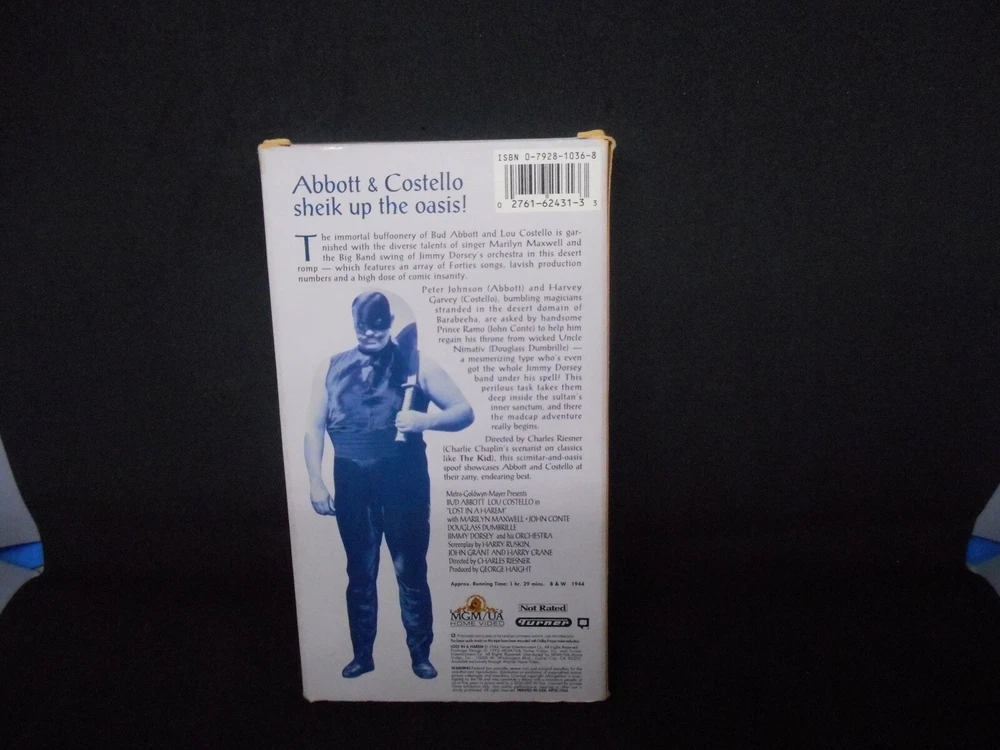 ISBN 0-7928-1036-8
0 2761-62431-3 3
Abbott & Costello
sheik up the oasis!
The immortal buffoonery of Bud Abbott and Lou Costello is gar-
nished with the diverse talents of singer Marilyn Maxwell and
the Big Band swing of Jimmy Dorsey's orchestra in this desert
romp — which features an array of Forties songs, lavish production
numbers and a high dose of comic insanity.
Peter Johnson (Abbott) and Harvey
Garvey (Costello), bumbling magicians
stranded in the desert domain of
Barabeeha, are asked by handsome
Prince Ramo (John Conte) to help him
regain his throne from wicked Uncle
Nimativ (Douglass Dumbrille) —
a mesmerizing type who's even
got the whole Jimmy Dorsey
band under his spell! This
perilous task takes them
deep inside the sultan's
inner sanctum, and there
the madcap adventure
really begins.
Directed by Charles Riesner
(Charlie Chaplin's scenarist on classics
like The Kid), this scimitar-and-oasis
spoof showcases Abbott and Costello at
their zany, endearing best.
Metro-Goldwyn-Mayer Presents
BUD ABBOTT LOU COSTELLO in
"LOST IN A HAREM"
with MARILYN MAXWELL • JOHN CONTE
DOUGLASS DUMBRILLE
JIMMY DORSEY and his ORCHESTRA
Screenplay by HARRY RUSKIN,
JOHN GRANT AND HARRY CRANE
Directed by CHARLES RIESNER
Produced by GEORGE HAIGHT
Approx. Running Time: 1 hr. 29 mins. B & W 1944
MGM/UA
HOME VIDEO
Not Rated
Turner